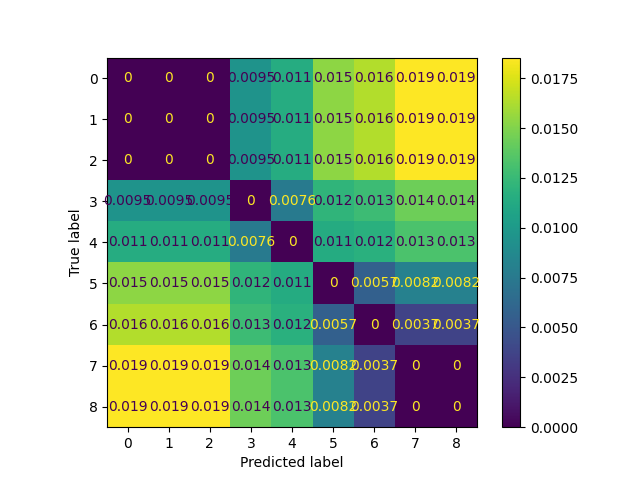 0 0 0 0 0.0095 0.011 0.015 0.016 0.019 0.019
1 0 0 0 0.0095 0.011 0.015 0.016 0.019 0.019
2 0 0 0 0.0095 0.011 0.015 0.016 0.019 0.019
3 0.0095 0.0095 0.0095 0 0.0076 0.012 0.013 0.014 0.014
4 0.011 0.011 0.011 0.0076 0 0.011 0.012 0.013 0.013
5 0.015 0.015 0.015 0.012 0.011 0 0.0057 0.0082 0.0082
6 0.016 0.016 0.016 0.013 0.012 0.0057 0 0.0037 0.0037
7 0.019 0.019 0.019 0.014 0.013 0.0082 0.0037 0 0
8 0.019 0.019 0.019 0.014 0.013 0.0082 0.0037 0 0
0 1 2 3 4 5 6 7 8
Predicted label
True label
0.0175
0.0150
0.0125
0.0100
0.0075
0.0050
0.0025
0.0000